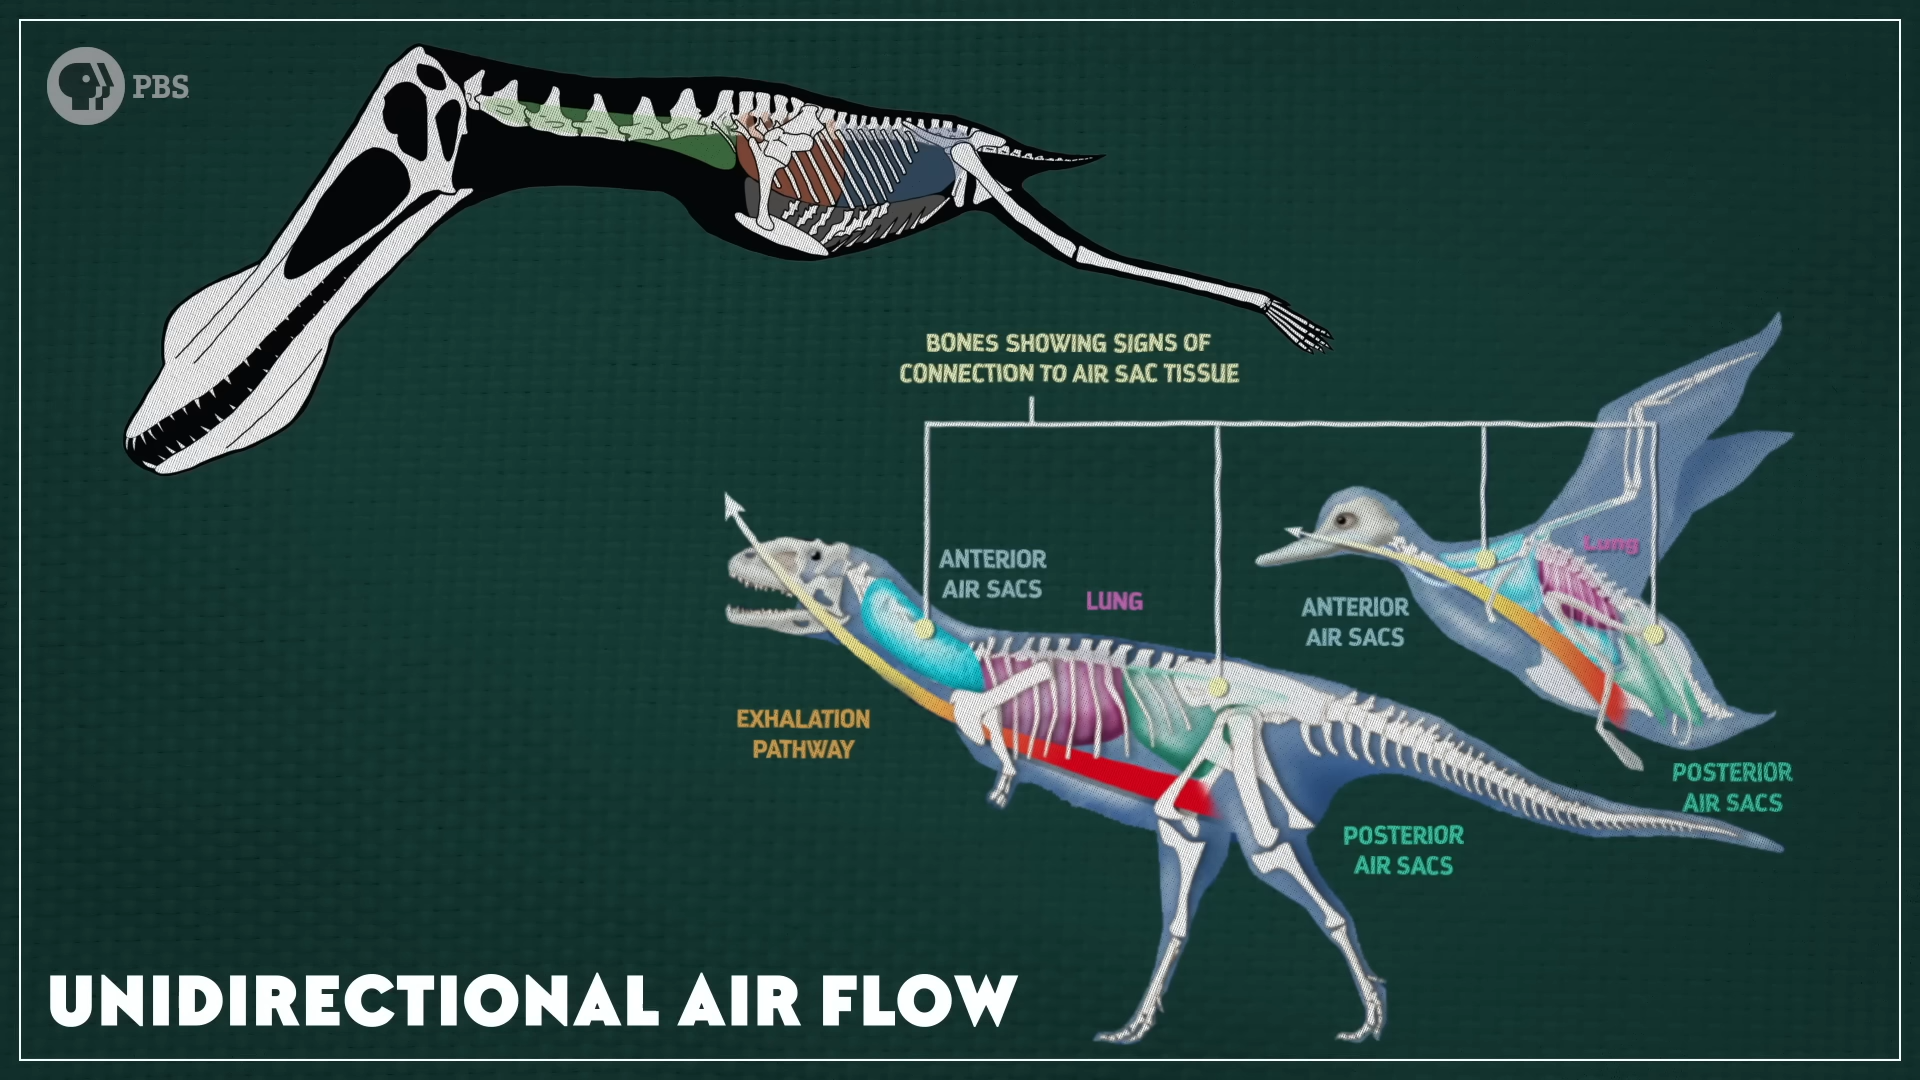 PBS
BONES SHOWING SIGNS OF
CONNECTION TO AIR SAC TISSUE
ANTERIOR
AIR SACS
LUNG
Lung
ANTERIOR
AIR SACS
EXHALATION
PATHWAY
POSTERIOR
AIR SACS
POSTERIOR
AIR SACS
UNIDIRECTIONAL AIR FLOW